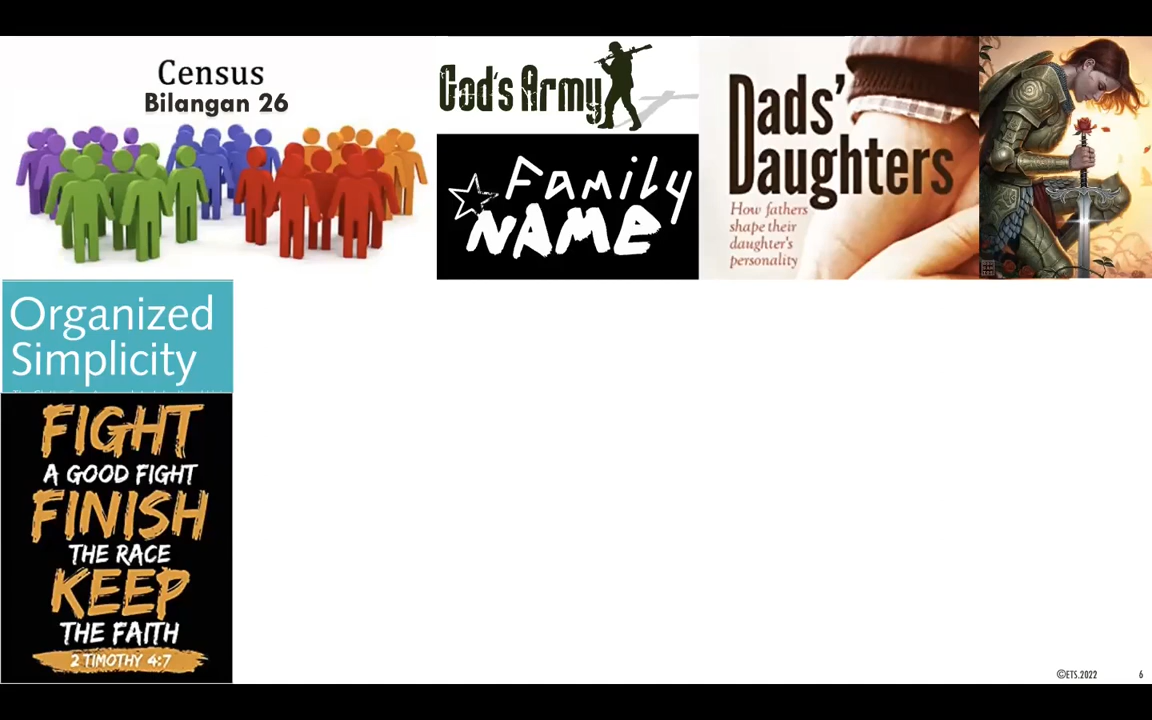 Census
Bilangan 26
God's Army
Family
NAME
Dads'
Daughters
How fathers
shape their
daughter's
personality
Organized
Simplicity
FIGHT
A GOOD FIGHT
FINISH
THE RACE
KEEP
THE FAITH
2 TIMOTHY 4:7
©ETS.2022
6